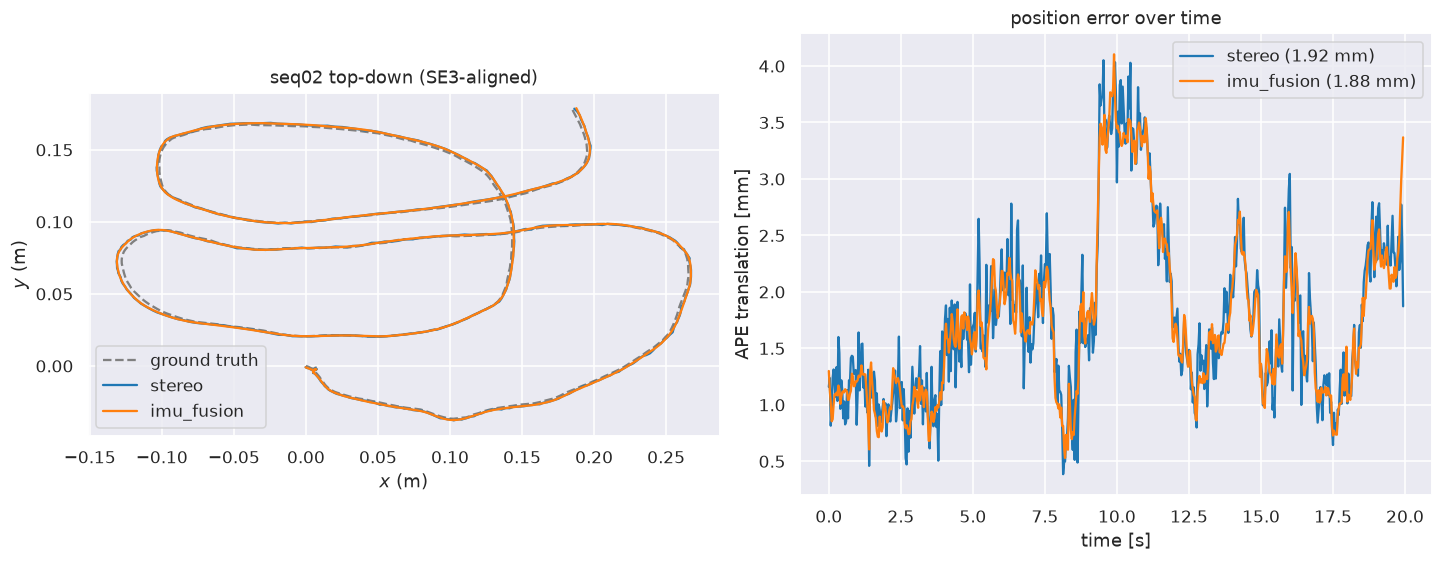 seq02 top-down (SE3-aligned)
y (m)
0.15
0.10
0.05
0.00
ground truth
stereo
imu_fusion
−0.15 −0.10 −0.05 0.00 0.05 0.10 0.15 0.20 0.25
x (m)
position error over time
APE translation [mm]
4.0
3.5
3.0
2.5
2.0
1.5
1.0
0.5
stereo (1.92 mm)
imu_fusion (1.88 mm)
0.0 2.5 5.0 7.5 10.0 12.5 15.0 17.5 20.0
time [s]